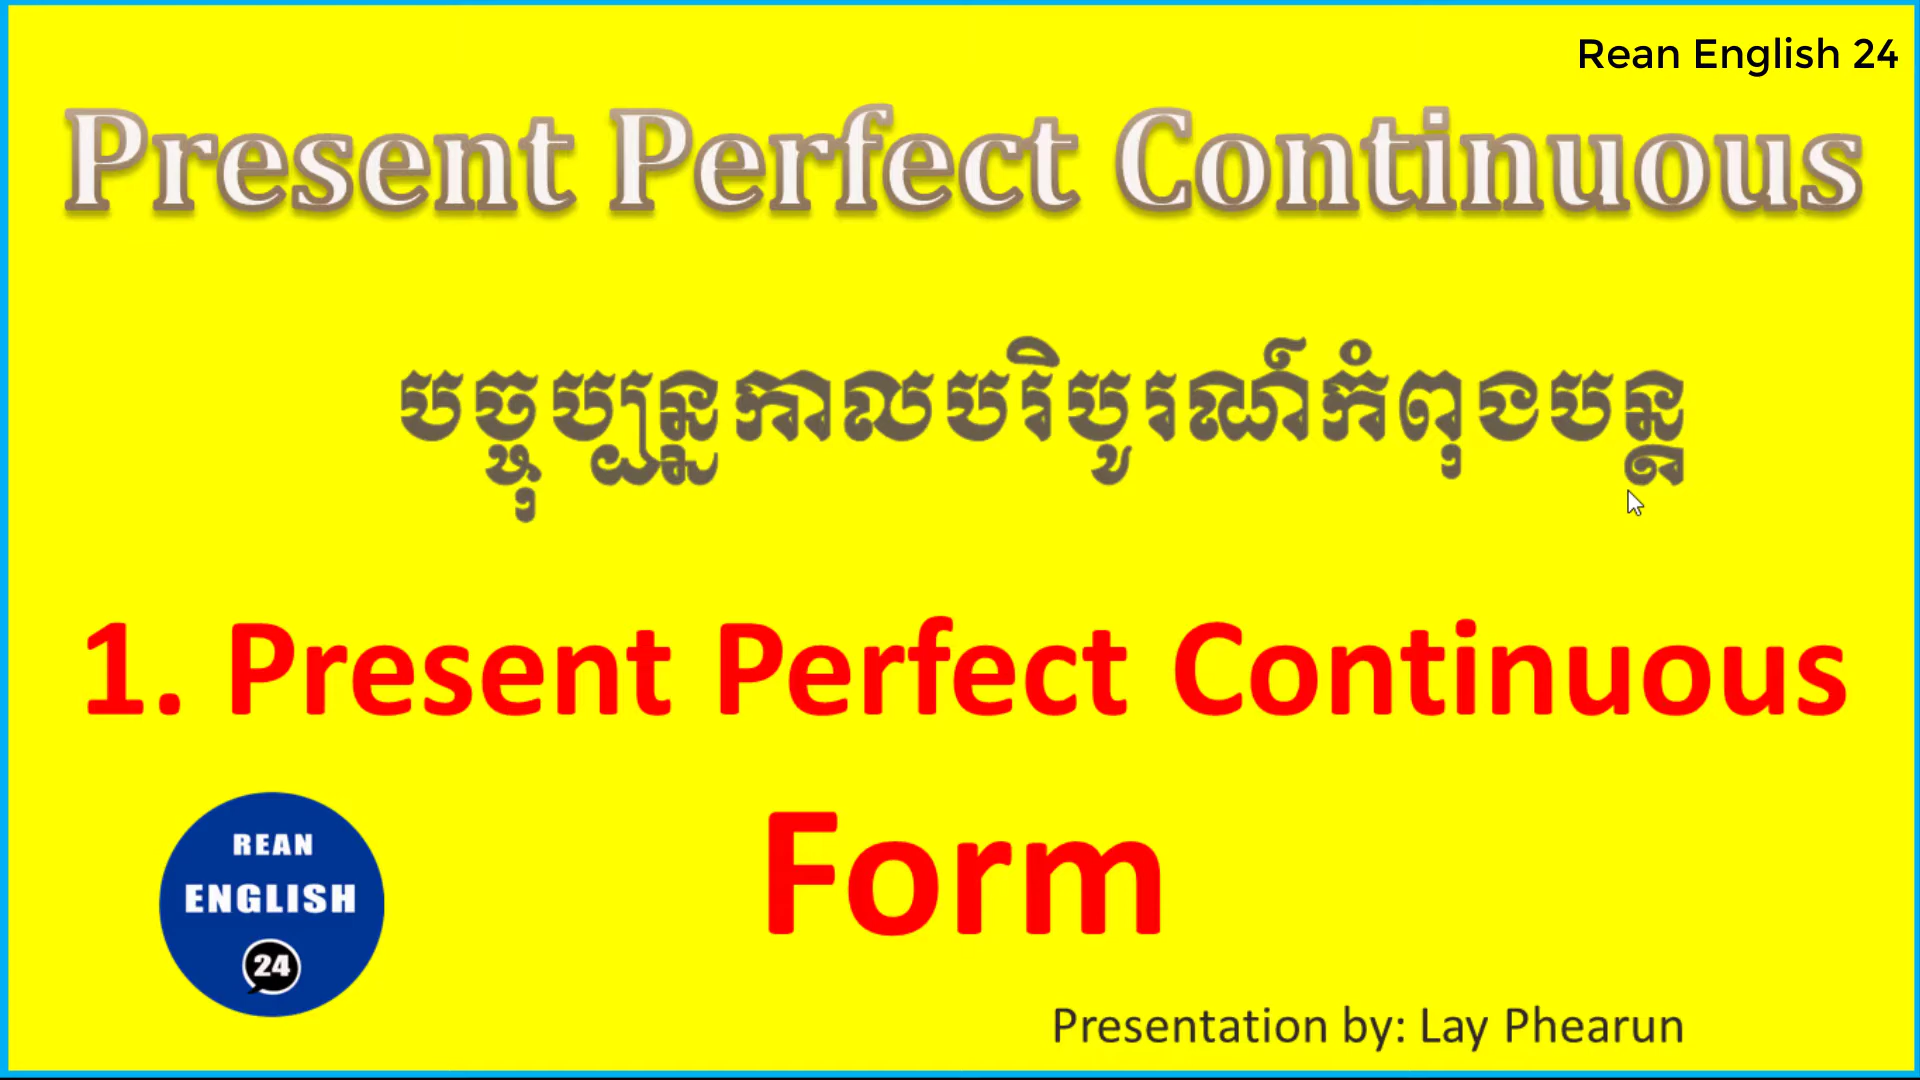 Rean English 24
Present Perfect Continuous
បច្ចុប្បន្នកាលបរិបូរណ៍កំពុងបន្ត
1. Present Perfect Continuous
Form
REAN
ENGLISH
24
Presentation by: Lay Phearun